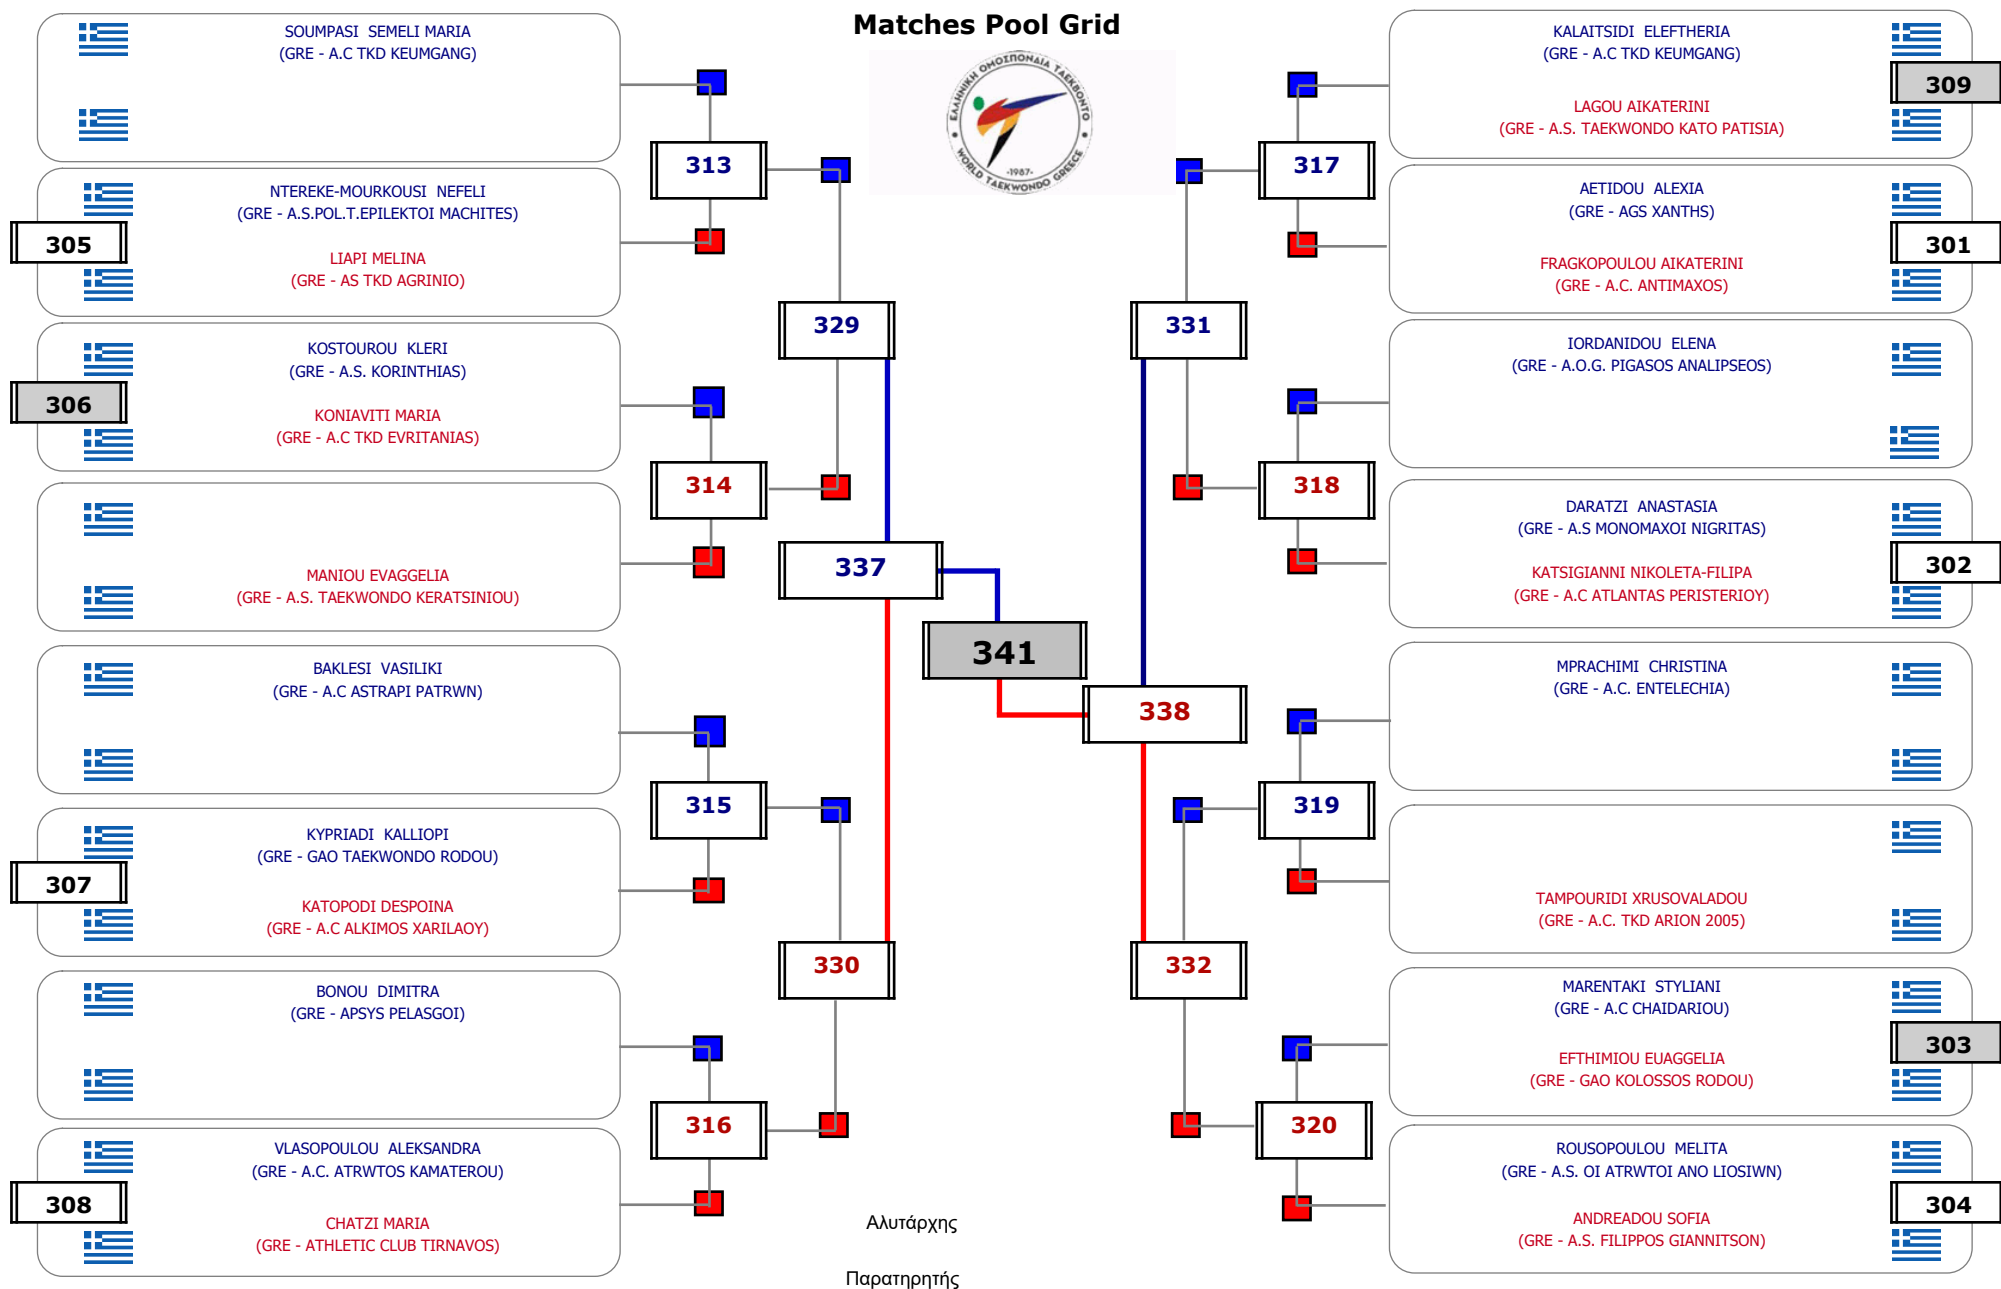 Matches Pool Grid
ΕΛΛΗΝΙΚΗ ΟΜΟΣΠΟΝΔΙΑ ΤΑΕΚΒΟΝΤΟ
-1987-
WORLD TAEKWONDO GREECE
SOUMPASI SEMELI MARIA
(GRE - A.C TKD KEUMGANG)
313
NTEREKE-MOURKOUSI NEFELI
(GRE - A.S.POL.T.EPILEKTOI MACHITES)
305
LIAPI MELINA
(GRE - AS TKD AGRINIO)
329
KOSTOUROU KLERI
(GRE - A.S. KORINTHIAS)
306
KONIAVITI MARIA
(GRE - A.C TKD EVRITANIAS)
314
MANIOU EVAGGELIA
(GRE - A.S. TAEKWONDO KERATSINIOU)
337
341
BAKLESI VASILIKI
(GRE - A.C ASTRAPI PATRWN)
315
KYPRIADI KALLIOPI
(GRE - GAO TAEKWONDO RODOU)
307
KATOPODI DESPOINA
(GRE - A.C ALKIMOS XARILAOY)
330
BONOU DIMITRA
(GRE - APSYS PELASGOI)
316
VLASOPOULOU ALEKSANDRA
(GRE - A.C. ATRWTOS KAMATEROU)
308
CHATZI MARIA
(GRE - ATHLETIC CLUB TIRNAVOS)
KALAITSIDI ELEFTHERIA
(GRE - A.C TKD KEUMGANG)
309
LAGOU AIKATERINI
(GRE - A.S. TAEKWONDO KATO PATISIA)
317
AETIDOU ALEXIA
(GRE - AGS XANTHS)
301
FRAGKOPOULOU AIKATERINI
(GRE - A.C. ANTIMAXOS)
331
IORDANIDOU ELENA
(GRE - A.O.G. PIGASOS ANALIPSEOS)
318
DARATZI ANASTASIA
(GRE - A.S MONOMAXOI NIGRITAS)
302
KATSIGIANNI NIKOLETA-FILIPA
(GRE - A.C ATLANTAS PERISTERIOY)
338
MPRACHIMI CHRISTINA
(GRE - A.C. ENTELECHIA)
319
TAMPOURIDI XRUSOVALADOU
(GRE - A.C. TKD ARION 2005)
332
MARENTAKI STYLIANI
(GRE - A.C CHAIDARIOU)
303
EFTHIMIOU EUAGGELIA
(GRE - GAO KOLOSSOS RODOU)
320
ROUSOPOULOU MELITA
(GRE - A.S. OI ATRWTOI ANO LIOSIWN)
304
ANDREADOU SOFIA
(GRE - A.S. FILIPPOS GIANNITSON)
Αλυτάρχης
Παρατηρητής